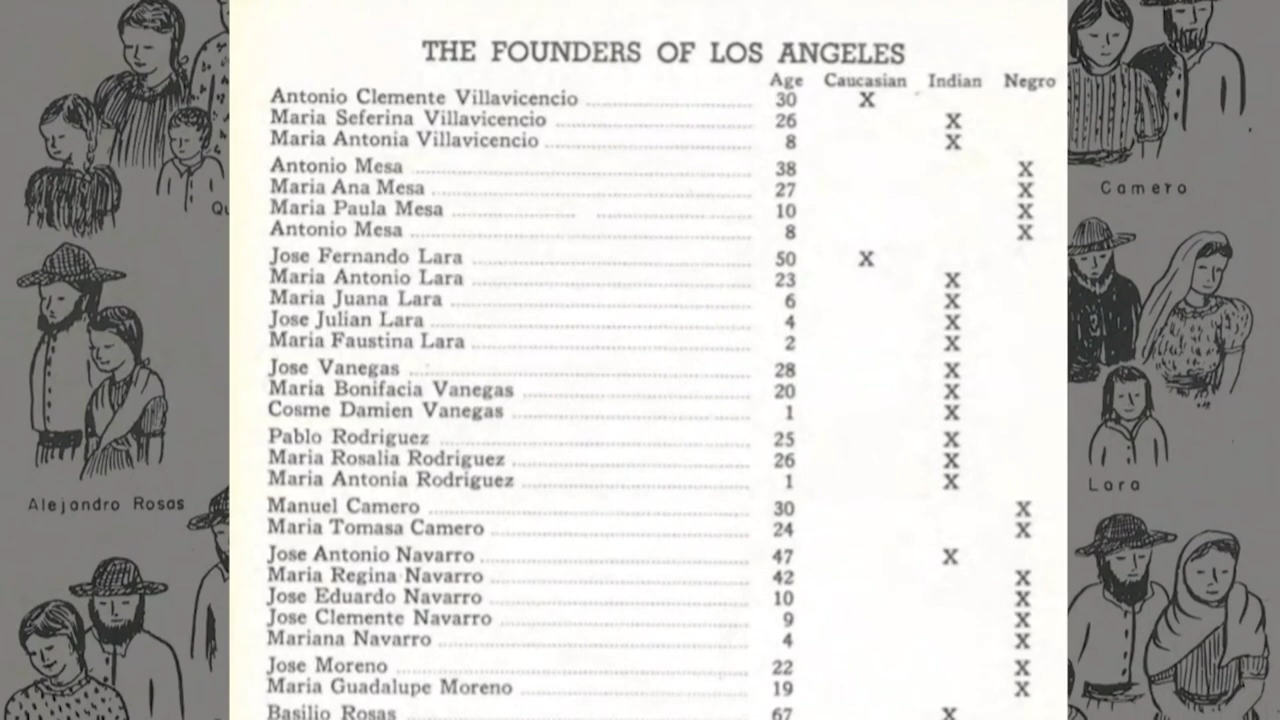 THE FOUNDERS OF LOS ANGELES
Age Caucasian Indian Negro
Antonio Clemente Villavicencio 30 X
Maria Seferina Villavicencio 26 X
Maria Antonia Villavicencio 8 X
Antonio Mesa 38 X
Maria Ana Mesa 27 X
Maria Paula Mesa 10 X
Antonio Mesa 8 X
Jose Fernando Lara 50 X
Maria Antonio Lara 23 X
Maria Juana Lara 6 X
Jose Julian Lara 4 X
Maria Faustina Lara 2 X
Jose Vanegas 28 X
Maria Bonifacia Vanegas 20 X
Cosme Damien Vanegas 1 X
Pablo Rodriguez 25 X
Maria Rosalia Rodriguez 26 X
Maria Antonia Rodriguez 1 X
Manuel Camero 30 X
Maria Tomasa Camero 24 X
Jose Antonio Navarro 47 X
Maria Regina Navarro 42 X
Jose Eduardo Navarro 10 X
Jose Clemente Navarro 9 X
Mariana Navarro 4 X
Jose Moreno 22 X
Maria Guadalupe Moreno 19 X
Basilio Rosas 67 X
Qu
Alejandro Rosas
Camero
Lara